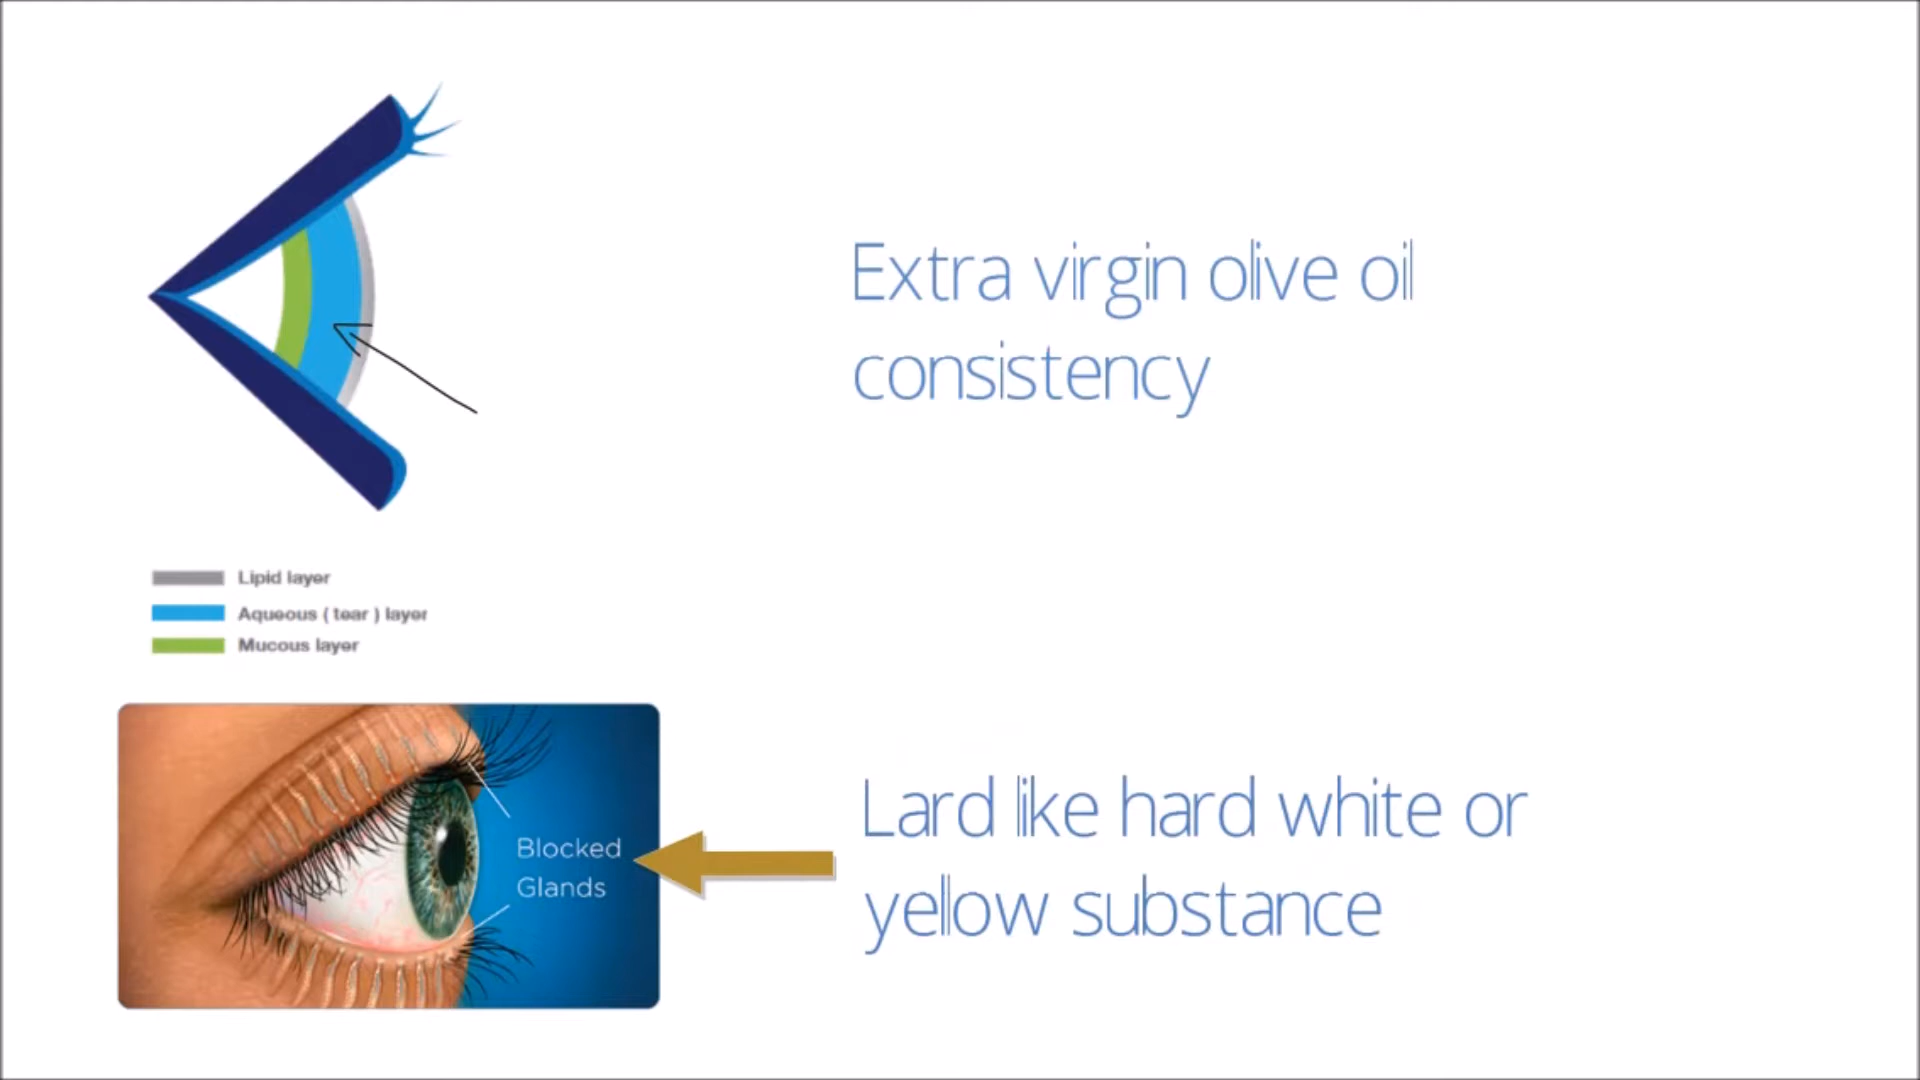 Extra virgin olive oil
consistency
Lipid layer
Aqueous ( tear ) layer
Mucous layer
Blocked
Glands
Lard like hard white or
yellow substance